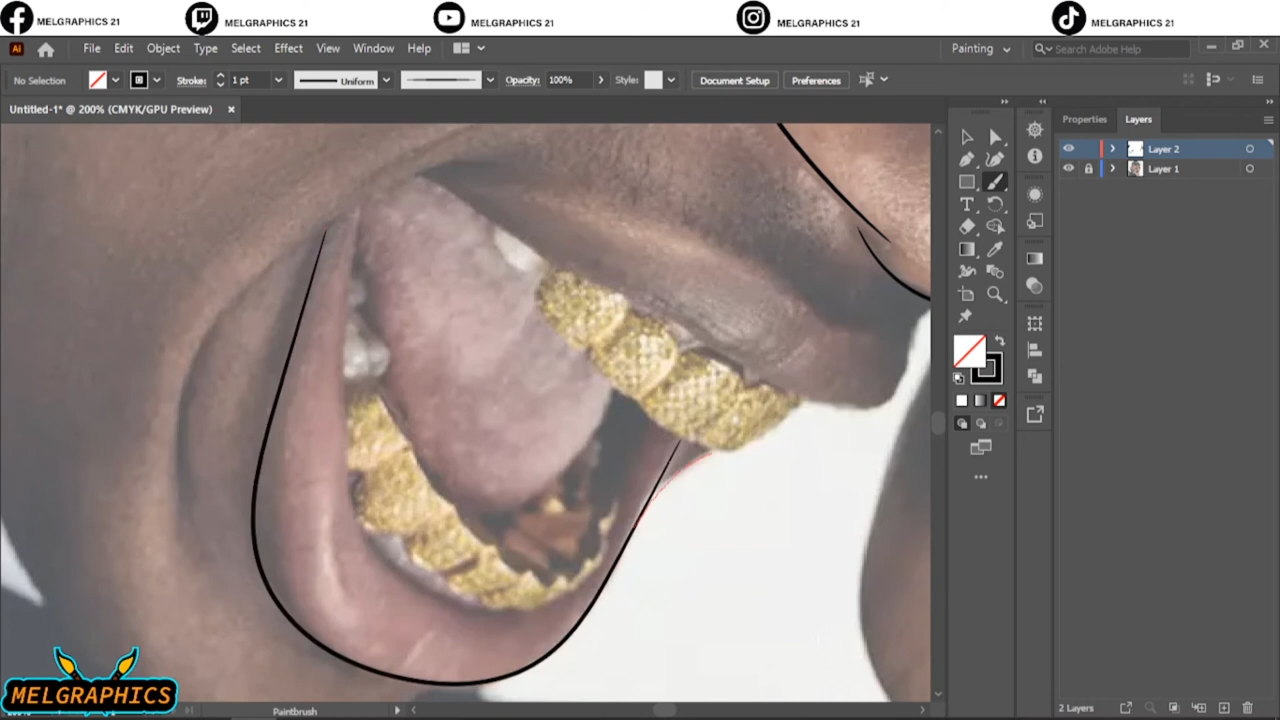 MELGRAPHICS 21 MELGRAPHICS 21 MELGRAPHICS 21 MELGRAPHICS 21 MELGRAPHICS 21
Ai File Edit Object Type Select Effect View Window Help Painting Search Adobe Help
No Selection Stroke: 1 pt Uniform Opacity: 100% Style: Document Setup Preferences
Untitled-1* @ 200% (CMYK/GPU Preview)
Properties Layers
Layer 2
Layer 1
MELGRAPHICS
Paintbrush
2 Layers